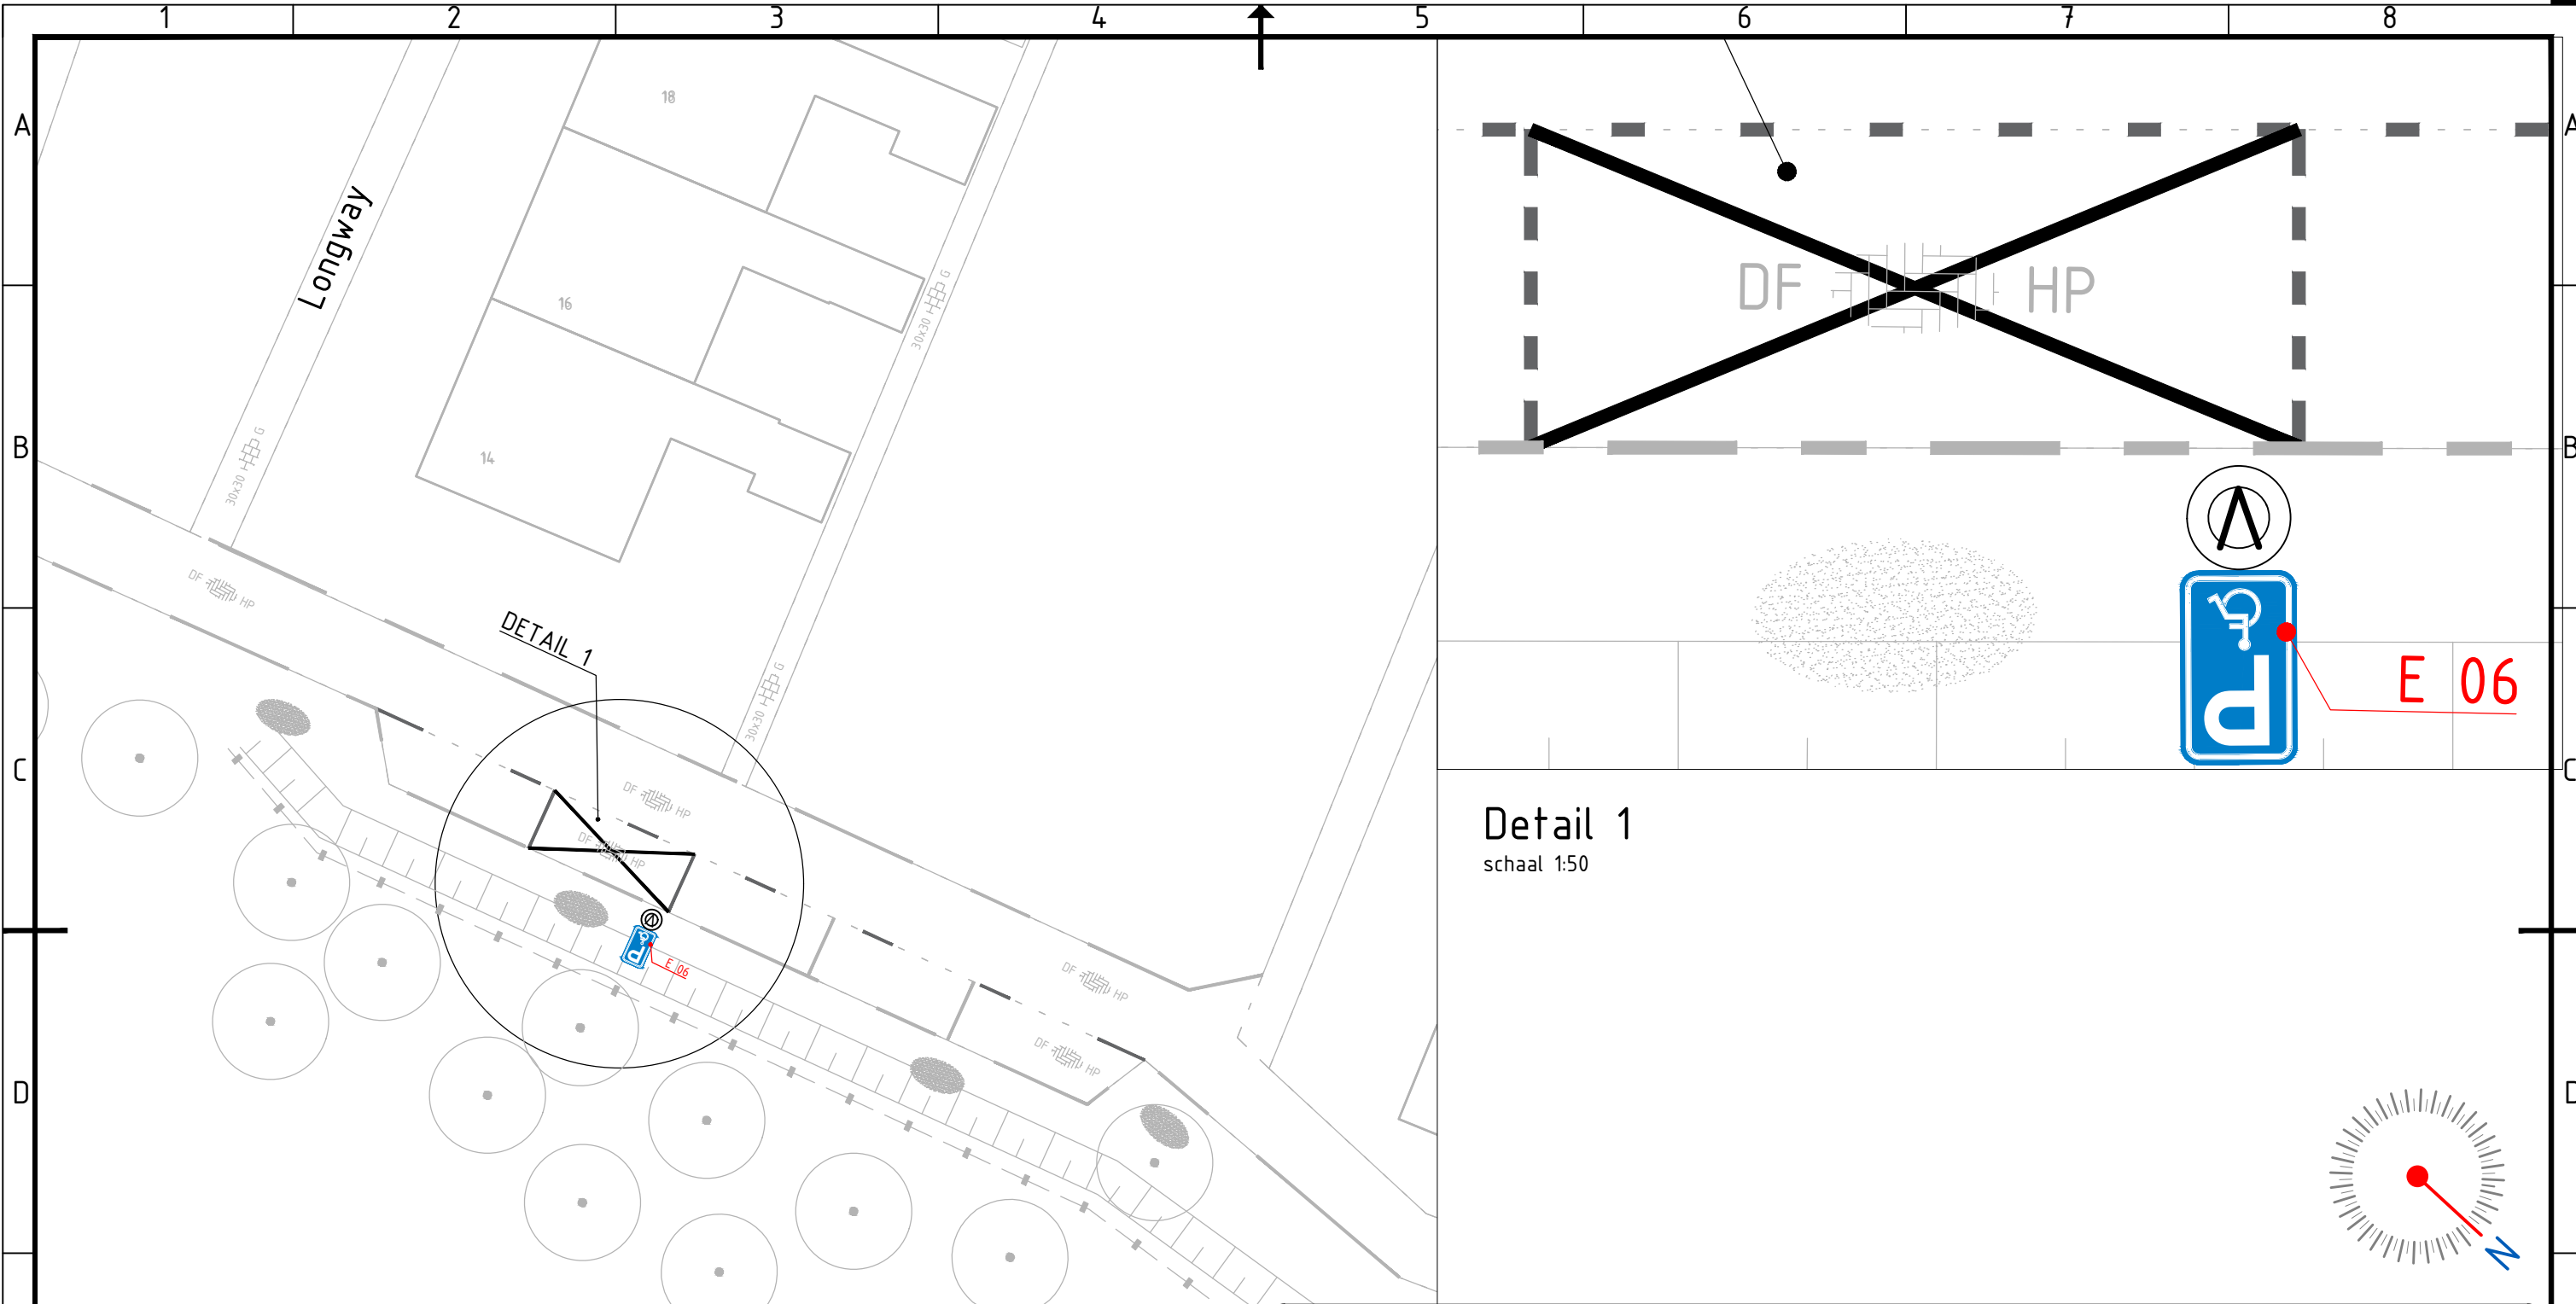 1 2 3 4 5 6 7 8
A
B
C
D
A
B
C
D
18
16
14
Longway
30x30 G
30x30 G
30x30 G
DF HP
DETAIL 1
DF HP
DF HP
E 06
DF HP
DF HP
DF HP
P
E 06
Detail 1
schaal 1:50
N
P